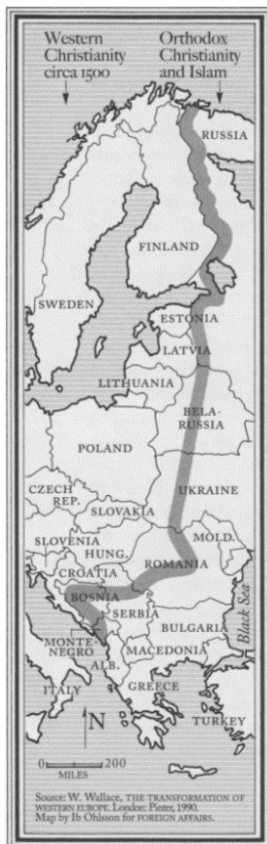 Western
Christianity
circa 1500
Orthodox
Christianity
and Islam
RUSSIA
FINLAND
SWEDEN
ESTONIA
LATVIA
LITHUANIA
BELA-
RUSSIA
POLAND
UKRAINE
CZECH
REP.
SLOVAKIA
MOLD.
SLOVENIA
HUNG.
ROMANIA
CROATIA
BOSNIA
SERBIA
BULGARIA
Black Sea
MONTE-
NEGRO
ALB.
MACEDONIA
ITALY
GREECE
TURKEY
N
0 200
MILES
Source: W. Wallace, THE TRANSFORMATION OF
WESTERN EUROPE. London: Pinter, 1990.
Map by Ib Ohlsson for FOREIGN AFFAIRS.